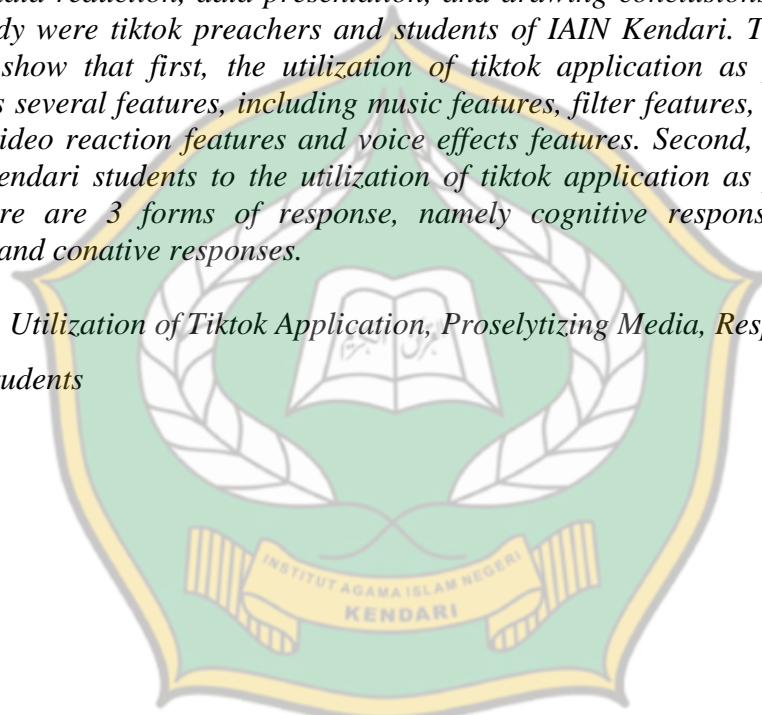 data reduction, data presentation, and drawing conclusions
dy were tiktok preachers and students of IAIN Kendari. T
show that first, the utilization of tiktok application as
s several features, including music features, filter features,
ideo reaction features and voice effects features. Second,
endari students to the utilization of tiktok application as
re are 3 forms of response, namely cognitive respons
and conative responses.
Utilization of Tiktok Application, Proselytizing Media, Resp
tudents
INSTITUT AGAMA ISLAM NEGERI
KENDARI